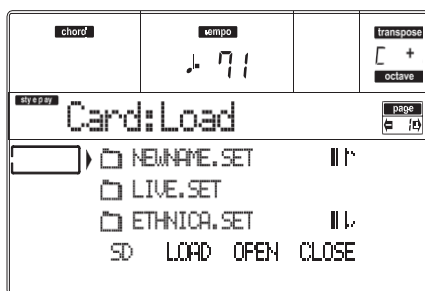 chord tempo transpose
♩= 71 C +
octave
style play page
Card:Load
NEWNAME.SET
LIVE.SET
ETHNICA.SET
SD LOAD OPEN CLOSE